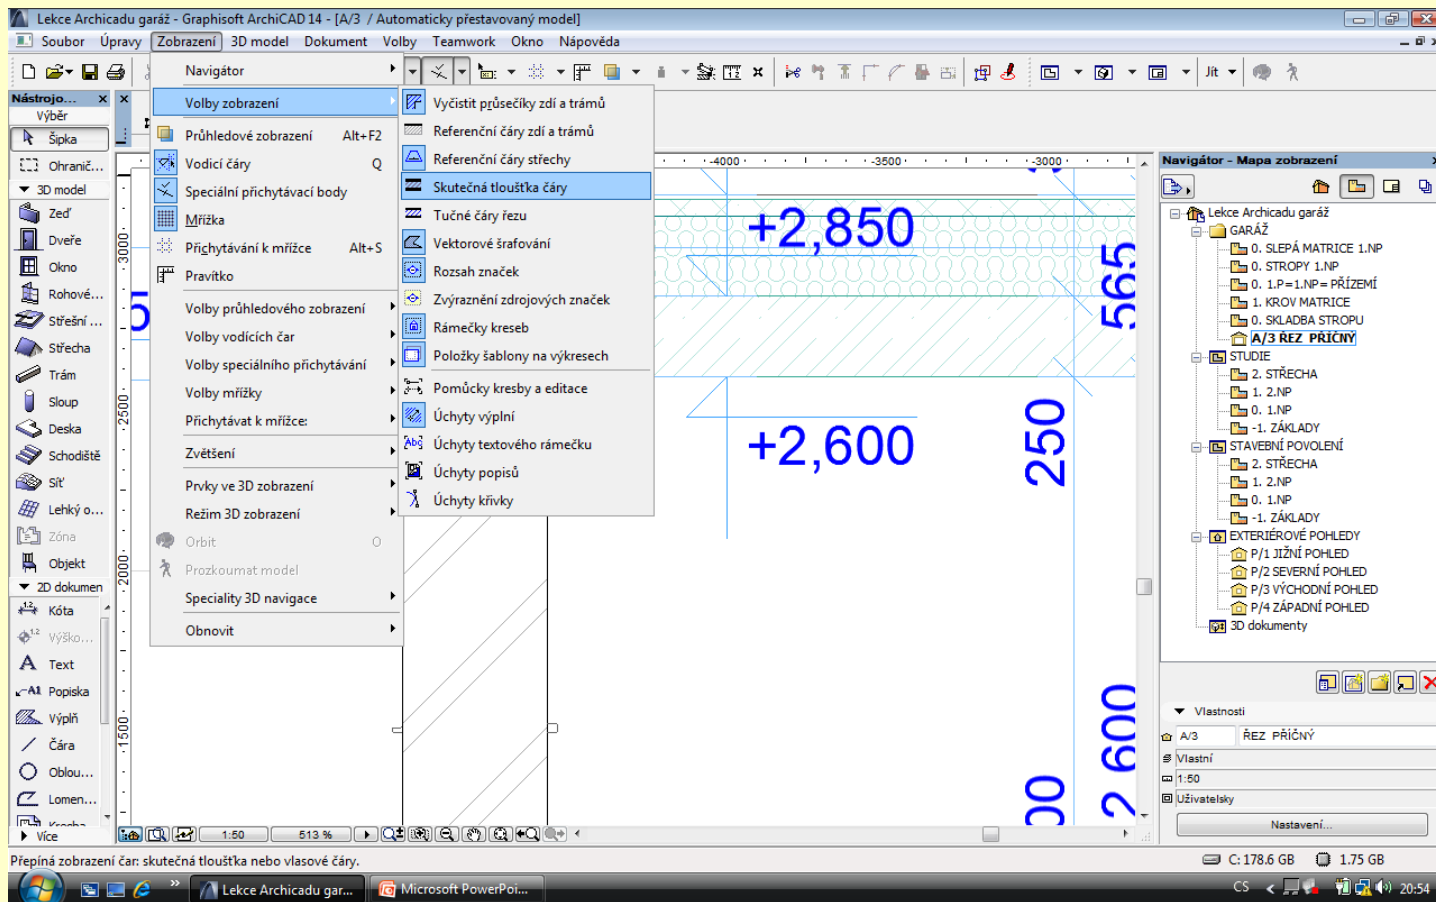 Lekce Archicadu garáž - Graphisoft ArchiCAD 14 - [A/3 / Automaticky přestavovaný model]
Soubor Úpravy Zobrazení 3D model Dokument Volby Teamwork Okno Nápověda
Jít
Nástrojo...
Výběr
Šipka
Ohranič...
3D model
Zeď
Dveře
Okno
Rohové...
Střešní ...
Střecha
Trám
Sloup
Deska
Schodiště
Síť
Lehký o...
Zóna
Objekt
2D dokumen
Kóta
Výško...
Text
Popiska
Výplň
Čára
Oblou...
Lomen...
Více
Navigátor
Volby zobrazení
Průhledové zobrazení Alt+F2
Vodicí čáry Q
Speciální přichytávací body
Mřížka
Přichytávání k mřížce Alt+S
Pravítko
Volby průhledového zobrazení
Volby vodících čar
Volby speciálního přichytávání
Volby mřížky
Přichytávat k mřížce:
Zvětšení
Prvky ve 3D zobrazení
Režim 3D zobrazení
Orbit O
Prozkoumat model
Speciality 3D navigace
Obnovit
Vyčistit průsečíky zdí a trámů
Referenční čáry zdí a trámů
Referenční čáry střechy
Skutečná tloušťka čáry
Tučné čáry řezu
Vektorové šrafování
Rozsah značek
Zvýraznění zdrojových značek
Rámečky kreseb
Položky šablony na výkresech
Pomůcky kresby a editace
Úchyty výplní
Úchyty textového rámečku
Úchyty popisů
Úchyty křivky
-4000 -3500 -3000
3000
2500
2000
1500
+2,850
565
+2,600
250
2 600
00
5
Navigátor - Mapa zobrazení
Lekce Archicadu garáž
GARÁŽ
0. SLEPÁ MATRICE 1.NP
0. STROPY 1.NP
0. 1.P=1.NP= PŘÍZEMÍ
1. KROV MATRICE
0. SKLADBA STROPU
A/3 ŘEZ PŘÍČNÝ
STUDIE
2. STŘECHA
1. 2.NP
0. 1.NP
-1. ZÁKLADY
STAVEBNÍ POVOLENÍ
2. STŘECHA
1. 2.NP
0. 1.NP
-1. ZÁKLADY
EXTERIÉROVÉ POHLEDY
P/1 JIŽNÍ POHLED
P/2 SEVERNÍ POHLED
P/3 VÝCHODNÍ POHLED
P/4 ZÁPADNÍ POHLED
3D dokumenty
Vlastnosti
A/3 ŘEZ PŘÍČNÝ
Vlastní
1:50
Uživatelsky
Nastavení...
1:50 513 %
Přepíná zobrazení čar: skutečná tloušťka nebo vlasové čáry.
C: 178.6 GB 1.75 GB
Lekce Archicadu gar...
Microsoft PowerPoi...
CS
20:54